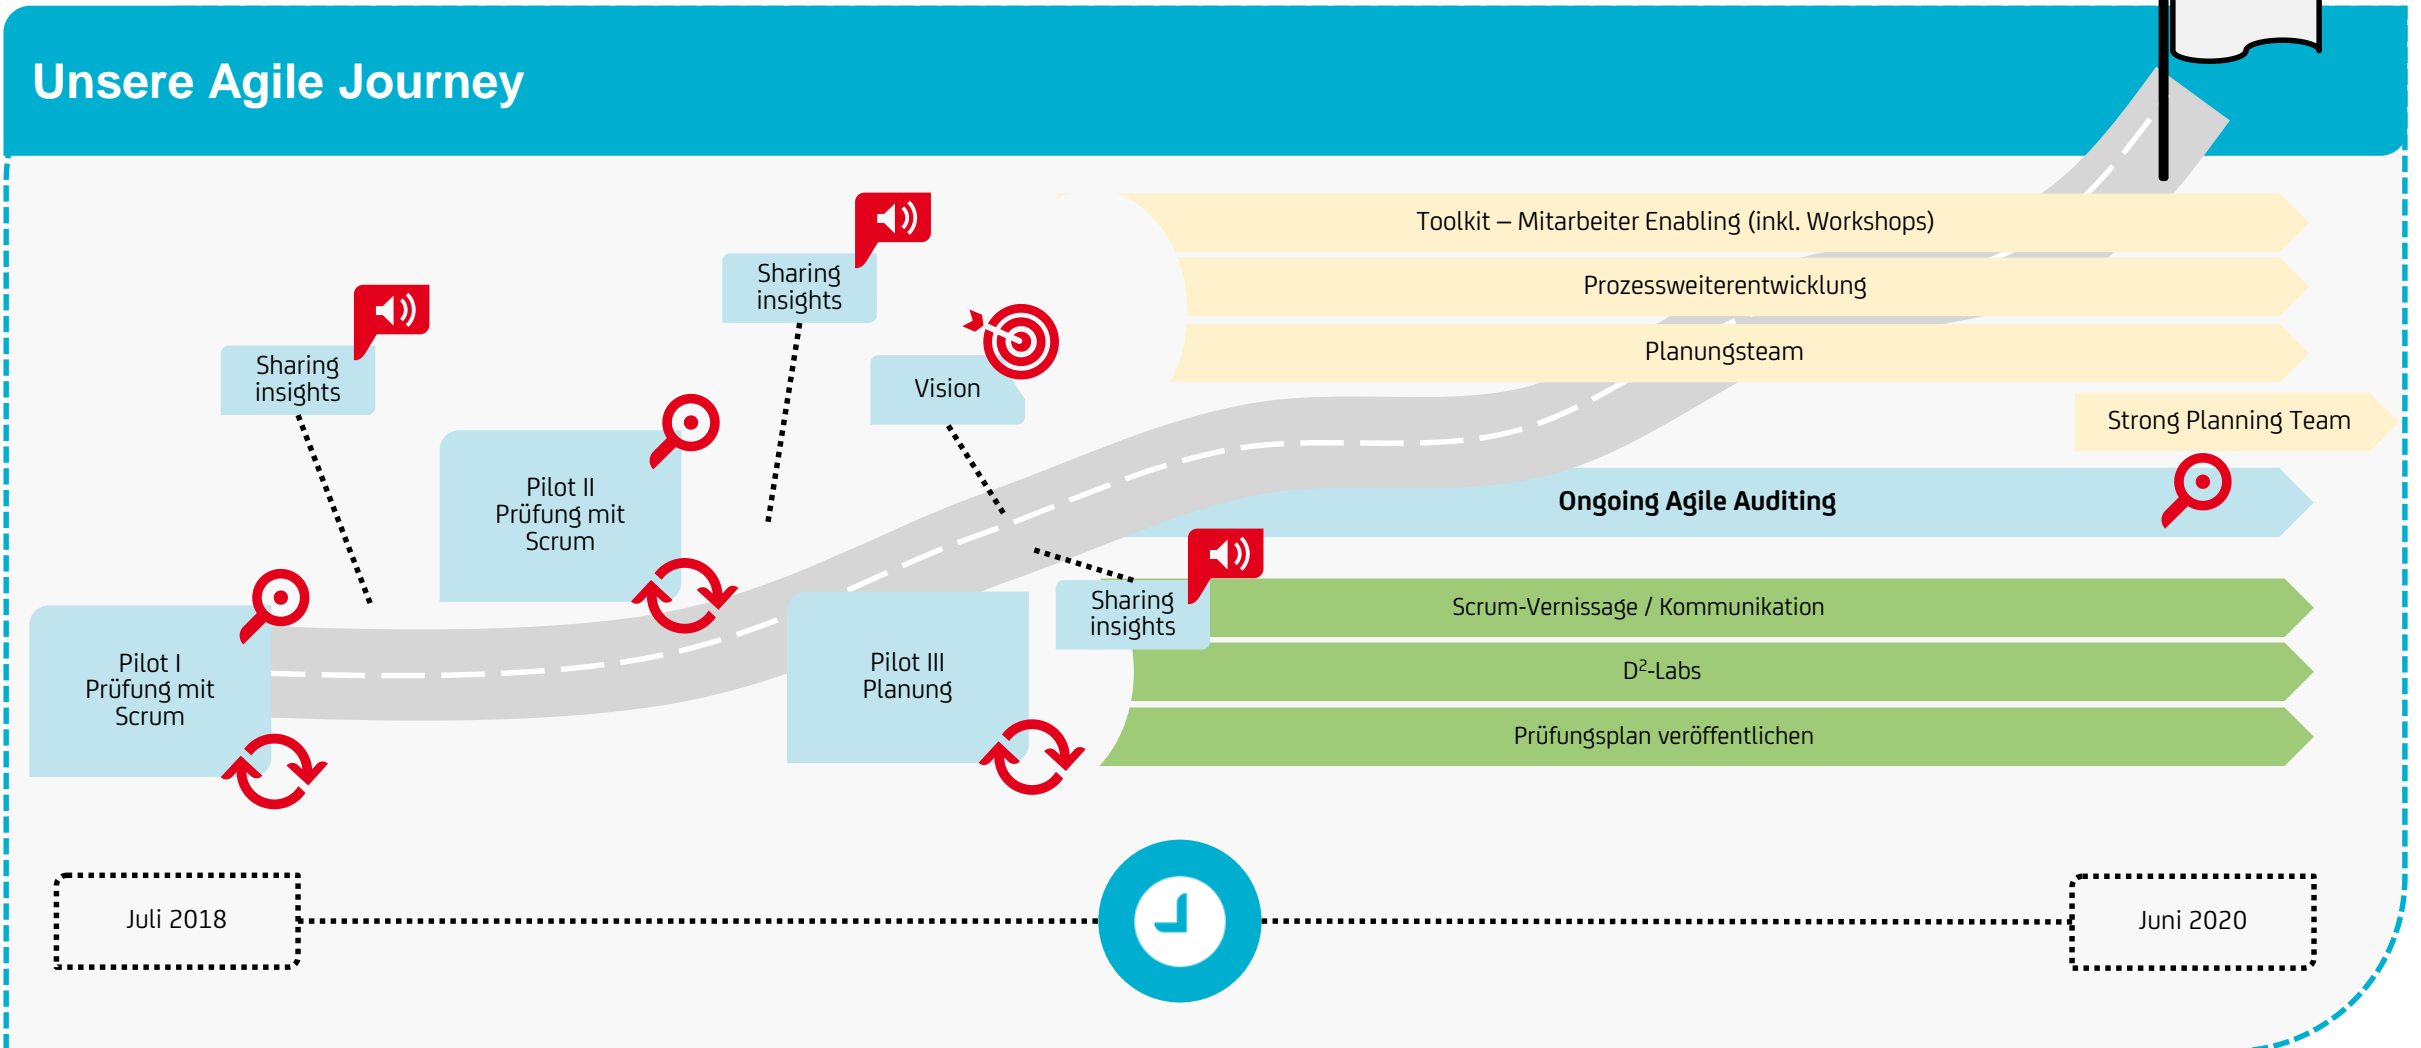 Unsere Agile Journey
Sharing
insights
Sharing
insights
Vision
Pilot I
Prüfung mit
Scrum
Pilot II
Prüfung mit
Scrum
Pilot III
Planung
Sharing
insights
Toolkit – Mitarbeiter Enabling (inkl. Workshops)
Prozessweiterentwicklung
Planungsteam
Strong Planning Team
Ongoing Agile Auditing
Scrum-Vernissage / Kommunikation
D²-Labs
Prüfungsplan veröffentlichen
Juli 2018
Juni 2020